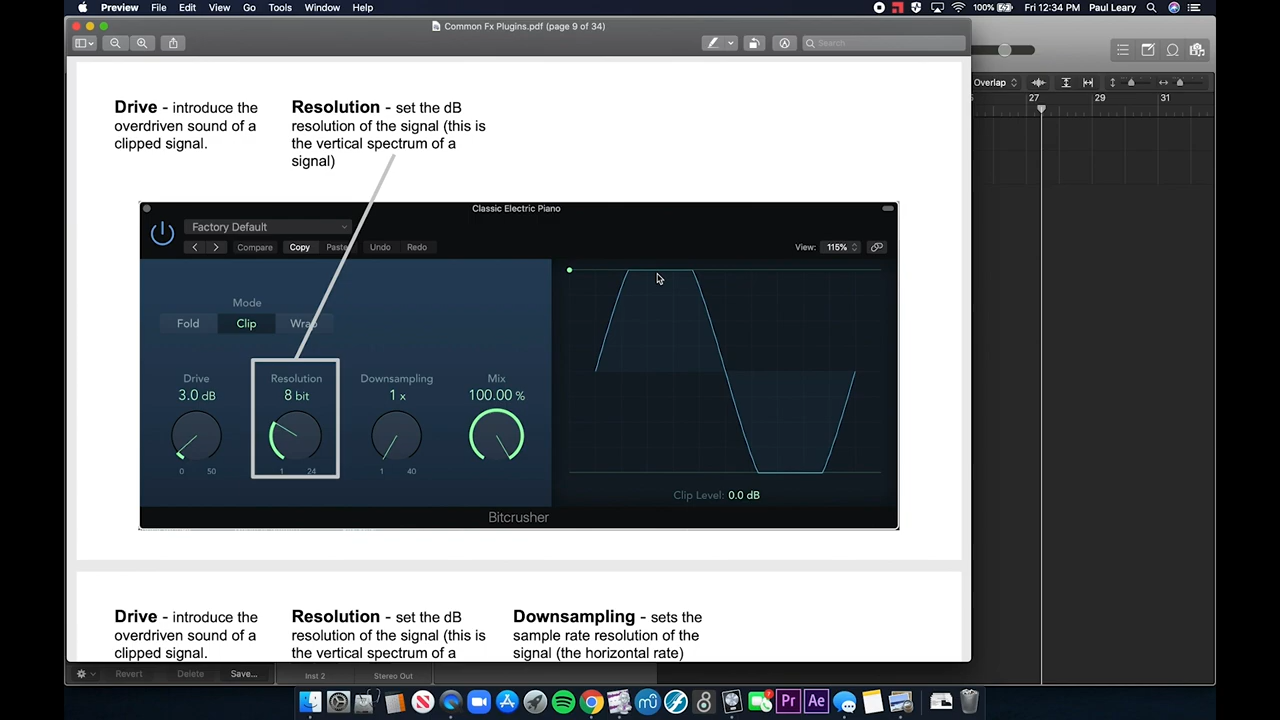 Preview File Edit View Go Tools Window Help
100% Fri 12:34 PM Paul Leary
Common Fx Plugins.pdf (page 9 of 34)
Search
Overlap
27 29 31
Drive - introduce the
overdriven sound of a
clipped signal.
Resolution - set the dB
resolution of the signal (this is
the vertical spectrum of a
signal)
Classic Electric Piano
Factory Default
Compare Copy Paste Undo Redo
View: 115%
Mode
Fold Clip Wrap
Drive Resolution Downsampling Mix
3.0 dB 8 bit 1 x 100.00 %
0 50 1 24 1 40
Clip Level: 0.0 dB
Bitcrusher
Drive - introduce the
overdriven sound of a
clipped signal.
Resolution - set the dB
resolution of the signal (this is
the vertical spectrum of a
Downsampling - sets the
sample rate resolution of the
signal (the horizontal rate)
Revert Delete Save... Inst 2 Stereo Out
Pr Ae